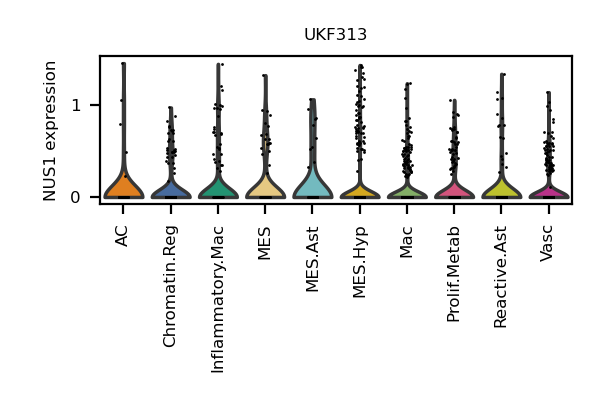 UKF313
NUS1 expression
1
0
AC
Chromatin.Reg
Inflammatory.Mac
MES
MES.Ast
MES.Hyp
Mac
Prolif.Metab
Reactive.Ast
Vasc